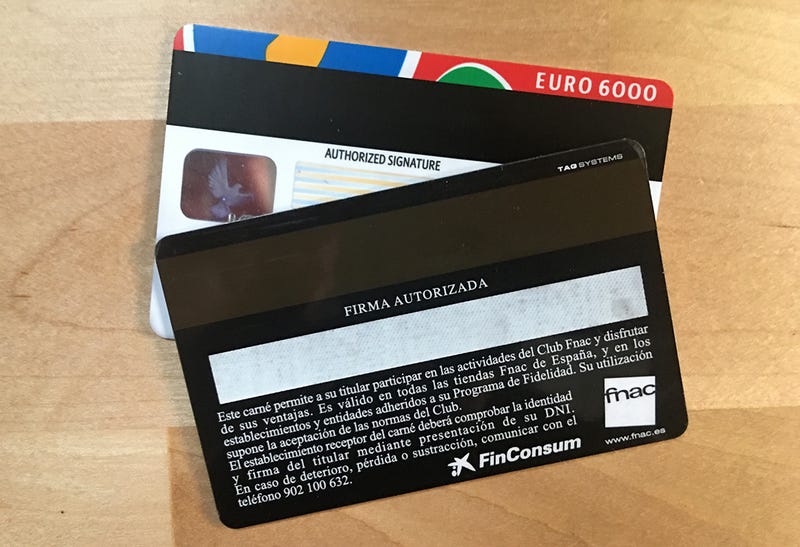 EURO 6000
AUTHORIZED SIGNATURE
TAG SYSTEMS
FIRMA AUTORIZADA
Este carné permite a su titular participar en las actividades del Club Fnac y disfrutar
de sus ventajas. Es válido en todas las tiendas Fnac de España, y en los
establecimientos y entidades adheridos a su Programa de Fidelidad. Su utilización
supone la aceptación de las normas del Club.
El establecimiento receptor del carné deberá comprobar la identidad
y firma del titular mediante presentación de su DNI.
En caso de deterioro, pérdida o sustracción, comunicar con el
teléfono 902 100 632.
fnac
www.fnac.es
FinConsum